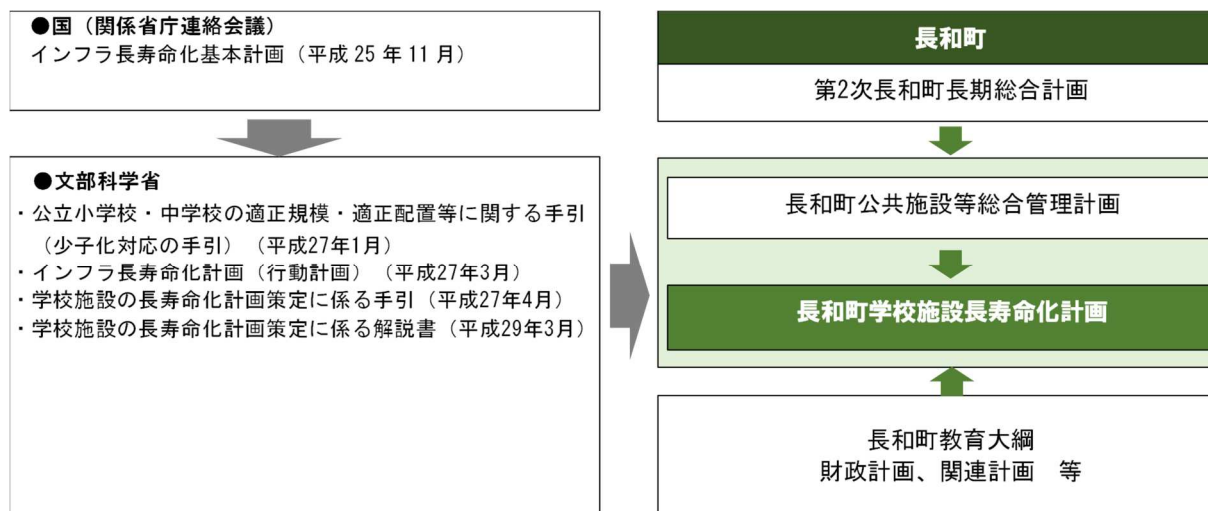 ●国（関係省庁連絡会議）
インフラ長寿命化基本計画（平成 25 年 11 月）
●文部科学省
・公立小学校・中学校の適正規模・適正配置等に関する手引
（少子化対応の手引）（平成27年1月）
・インフラ長寿命化計画（行動計画）（平成27年3月）
・学校施設の長寿命化計画策定に係る手引（平成27年4月）
・学校施設の長寿命化計画策定に係る解説書（平成29年3月）
長和町
第2次長和町長期総合計画
長和町公共施設等総合管理計画
長和町学校施設長寿命化計画
長和町教育大綱
財政計画、関連計画　等